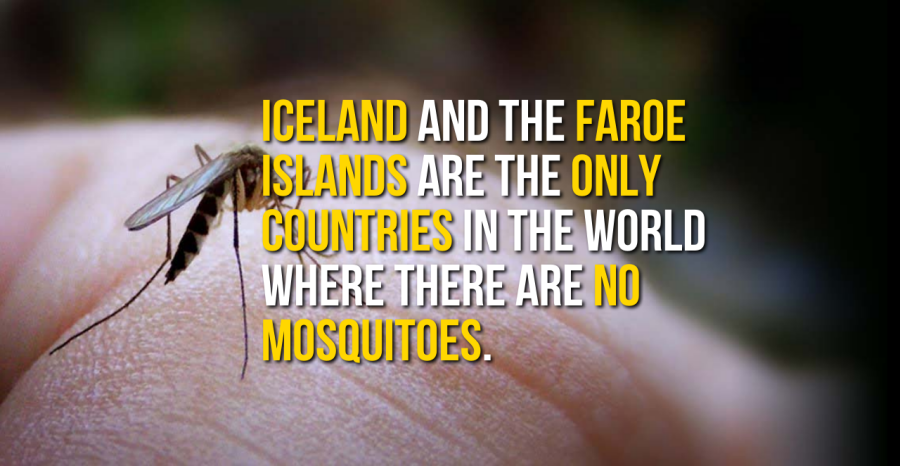 ICELAND AND THE FAROE
ISLANDS ARE THE ONLY
COUNTRIES IN THE WORLD
WHERE THERE ARE NO
MOSQUITOES.